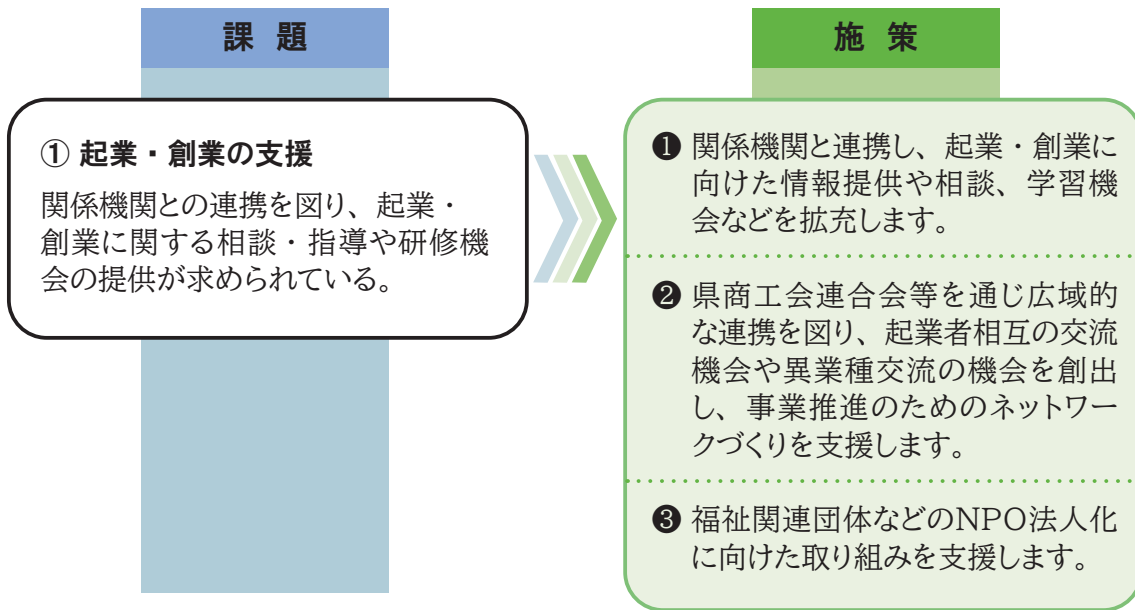 課題
① 起業・創業の支援
関係機関との連携を図り、起業・
創業に関する相談・指導や研修機
会の提供が求められている。
施策
❶ 関係機関と連携し、起業・創業に
向けた情報提供や相談、学習機
会などを拡充します。
❷ 県商工会連合会等を通じ広域的
な連携を図り、起業者相互の交流
機会や異業種交流の機会を創出
し、事業推進のためのネットワー
クづくりを支援します。
❸ 福祉関連団体などのNPO法人化
に向けた取り組みを支援します。